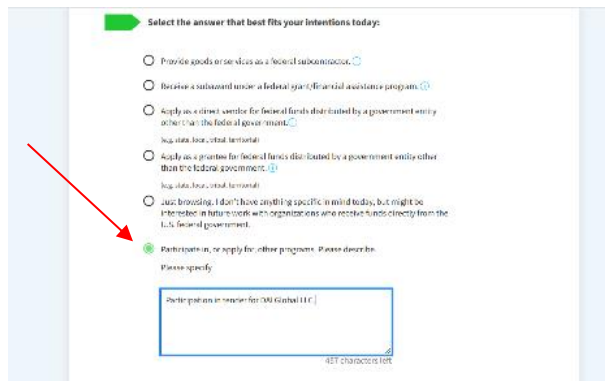 Select the answer that best fits your intentions today:
Provide goods or services as a federal subcontractor.
Receive a subaward under a federal grant/financial assistance program.
Apply as a direct vendor for federal funds distributed by a government entity
other than the federal government.
(e.g. state, local, tribal, territorial)
Apply as a grantee for federal funds distributed by a government entity other
than the federal government.
(e.g. state, local, tribal, territorial)
Just browsing. I don't have anything specific in mind today, but might be
interested in future work with organizations who receive funds directly from the
U.S. federal government.
Participate in, or apply for, other programs. Please describe.
Please specify
Participation in tender for DAI Global LLC.
457 characters left